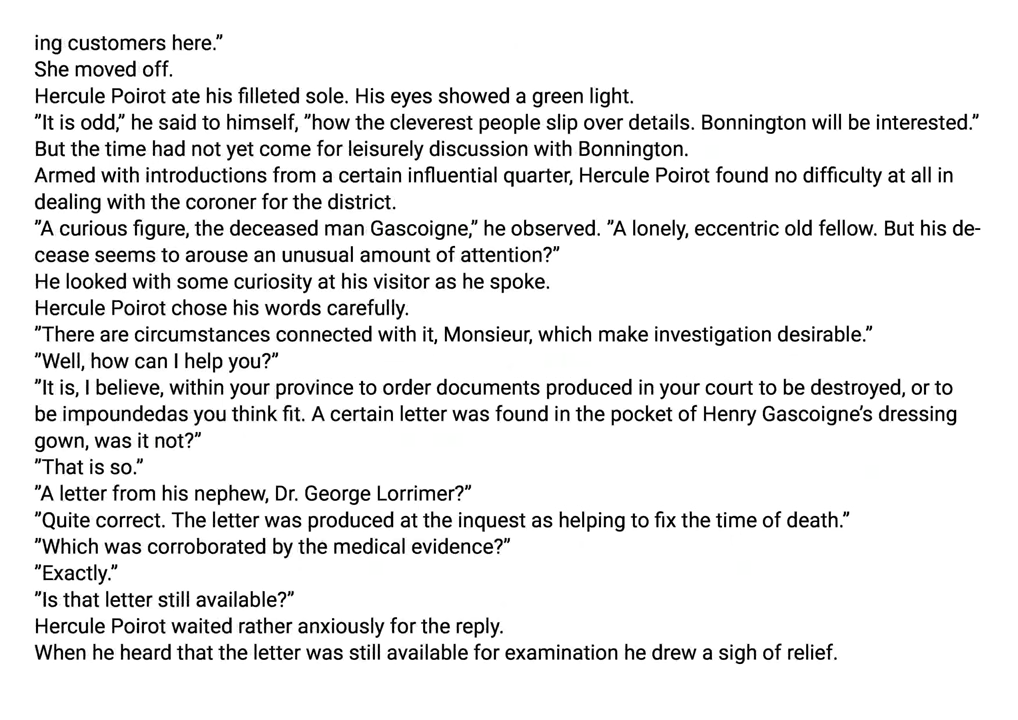 ing customers here.”
She moved off.
Hercule Poirot ate his filleted sole. His eyes showed a green light.
”It is odd,” he said to himself, ”how the cleverest people slip over details. Bonnington will be interested.”
But the time had not yet come for leisurely discussion with Bonnington.
Armed with introductions from a certain influential quarter, Hercule Poirot found no difficulty at all in
dealing with the coroner for the district.
”A curious figure, the deceased man Gascoigne,” he observed. ”A lonely, eccentric old fellow. But his de-
cease seems to arouse an unusual amount of attention?”
He looked with some curiosity at his visitor as he spoke.
Hercule Poirot chose his words carefully.
”There are circumstances connected with it, Monsieur, which make investigation desirable.”
”Well, how can I help you?”
”It is, I believe, within your province to order documents produced in your court to be destroyed, or to
be impoundedas you think fit. A certain letter was found in the pocket of Henry Gascoigne’s dressing
gown, was it not?”
”That is so.”
”A letter from his nephew, Dr. George Lorrimer?”
”Quite correct. The letter was produced at the inquest as helping to fix the time of death.”
”Which was corroborated by the medical evidence?”
”Exactly.”
”Is that letter still available?”
Hercule Poirot waited rather anxiously for the reply.
When he heard that the letter was still available for examination he drew a sigh of relief.